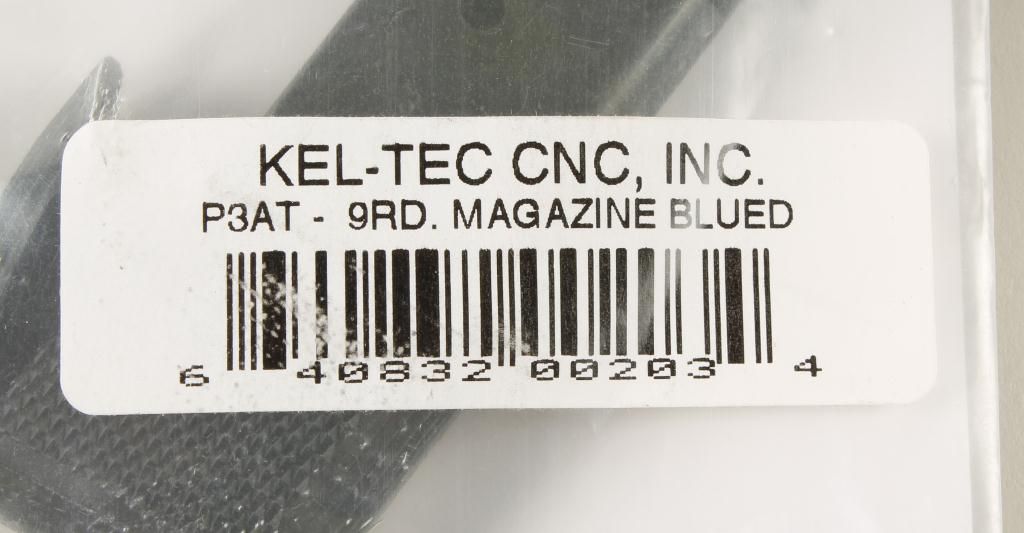 KEL-TEC CNC, INC.
P3AT - 9RD. MAGAZINE BLUED
6 40832 00203 4